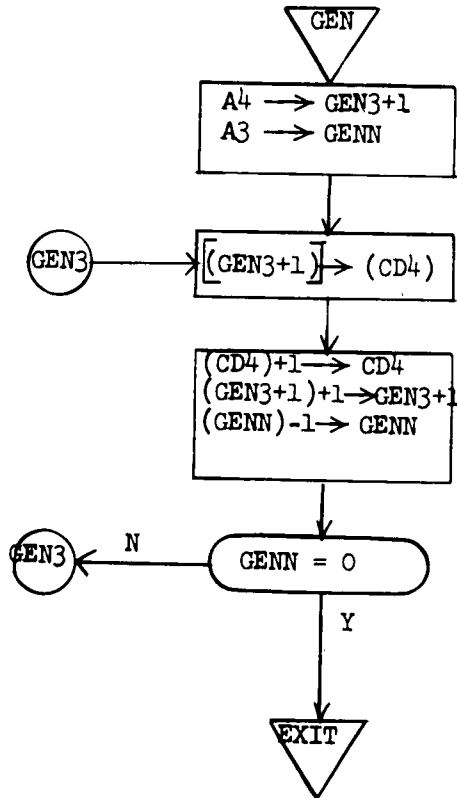 GEN
A4 → GEN3+1
A3 → GENN
GEN3
[(GEN3+1)] → (CD4)
(CD4)+1 → CD4
(GEN3+1)+1→GEN3+1
(GENN)-1 → GENN
GEN3
N
GENN = 0
Y
EXIT